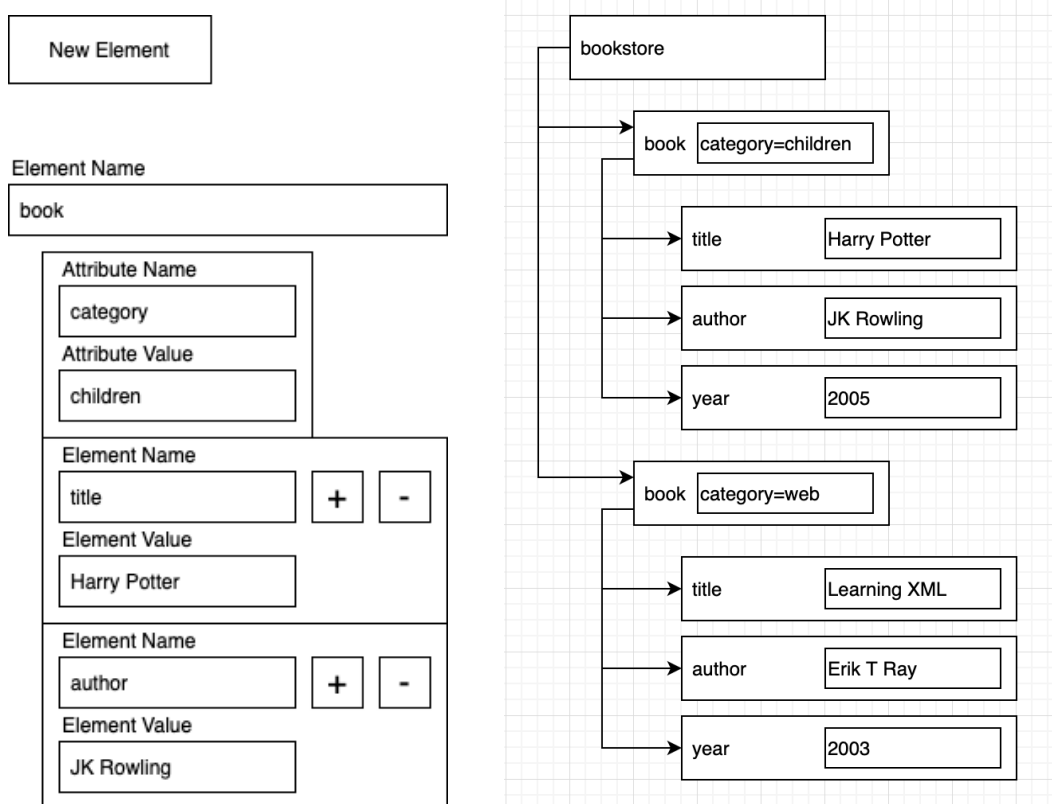 New Element
Element Name
book
Attribute Name
category
Attribute Value
children
Element Name
title
+ -
Element Value
Harry Potter
Element Name
author
+ -
Element Value
JK Rowling
bookstore
book category=children
title Harry Potter
author JK Rowling
year 2005
book category=web
title Learning XML
author Erik T Ray
year 2003